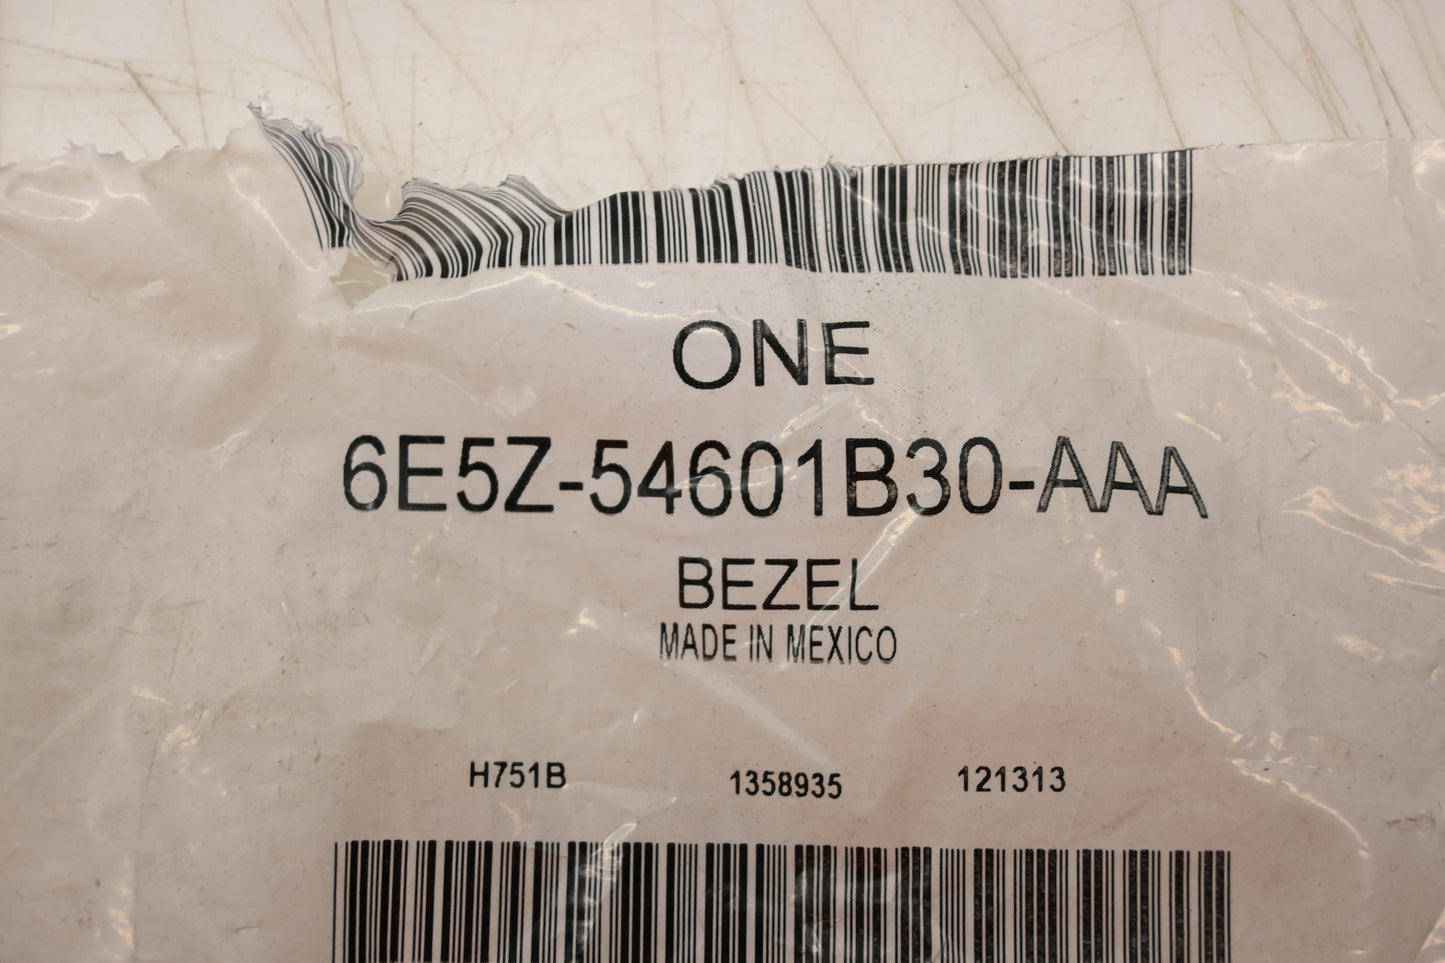 ONE
6E5Z-54601B30-AAA
BEZEL
MADE IN MEXICO
H751B 1358935 121313